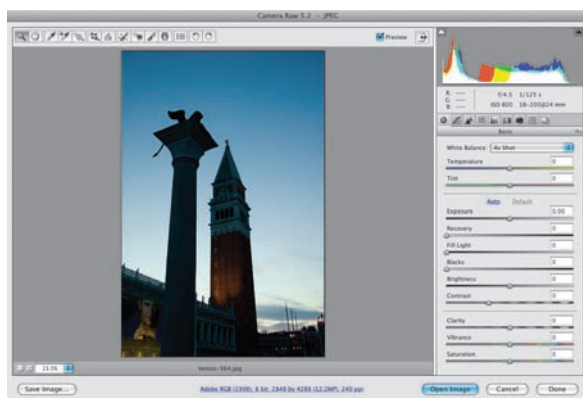 Camera Raw 5.2 – JPEG
Preview
R: ---
G: ---
B: ---
f/4.5 1/125 s
ISO 800 18-200@24 mm
Basic
White Balance: As Shot
Temperature 0
Tint 0
Auto Default
Exposure 0.00
Recovery 0
Fill Light 0
Blacks 0
Brightness 0
Contrast 0
Clarity 0
Vibrance 0
Saturation 0
Venice-364.jpg
Save Image...
Adobe RGB (1998); 8 bit; 2848 by 4288 (12.2MP); 240 ppi
Open Image
Cancel
Done